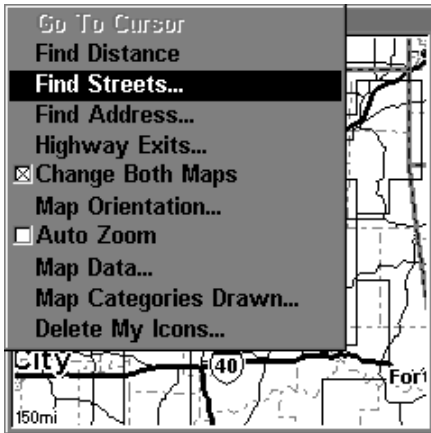 Go To Cursor
Find Distance
Find Streets...
Find Address...
Highway Exits...
Change Both Maps
Map Orientation...
Auto Zoom
Map Data...
Map Categories Drawn...
Delete My Icons...
City
40
Fort
150mi